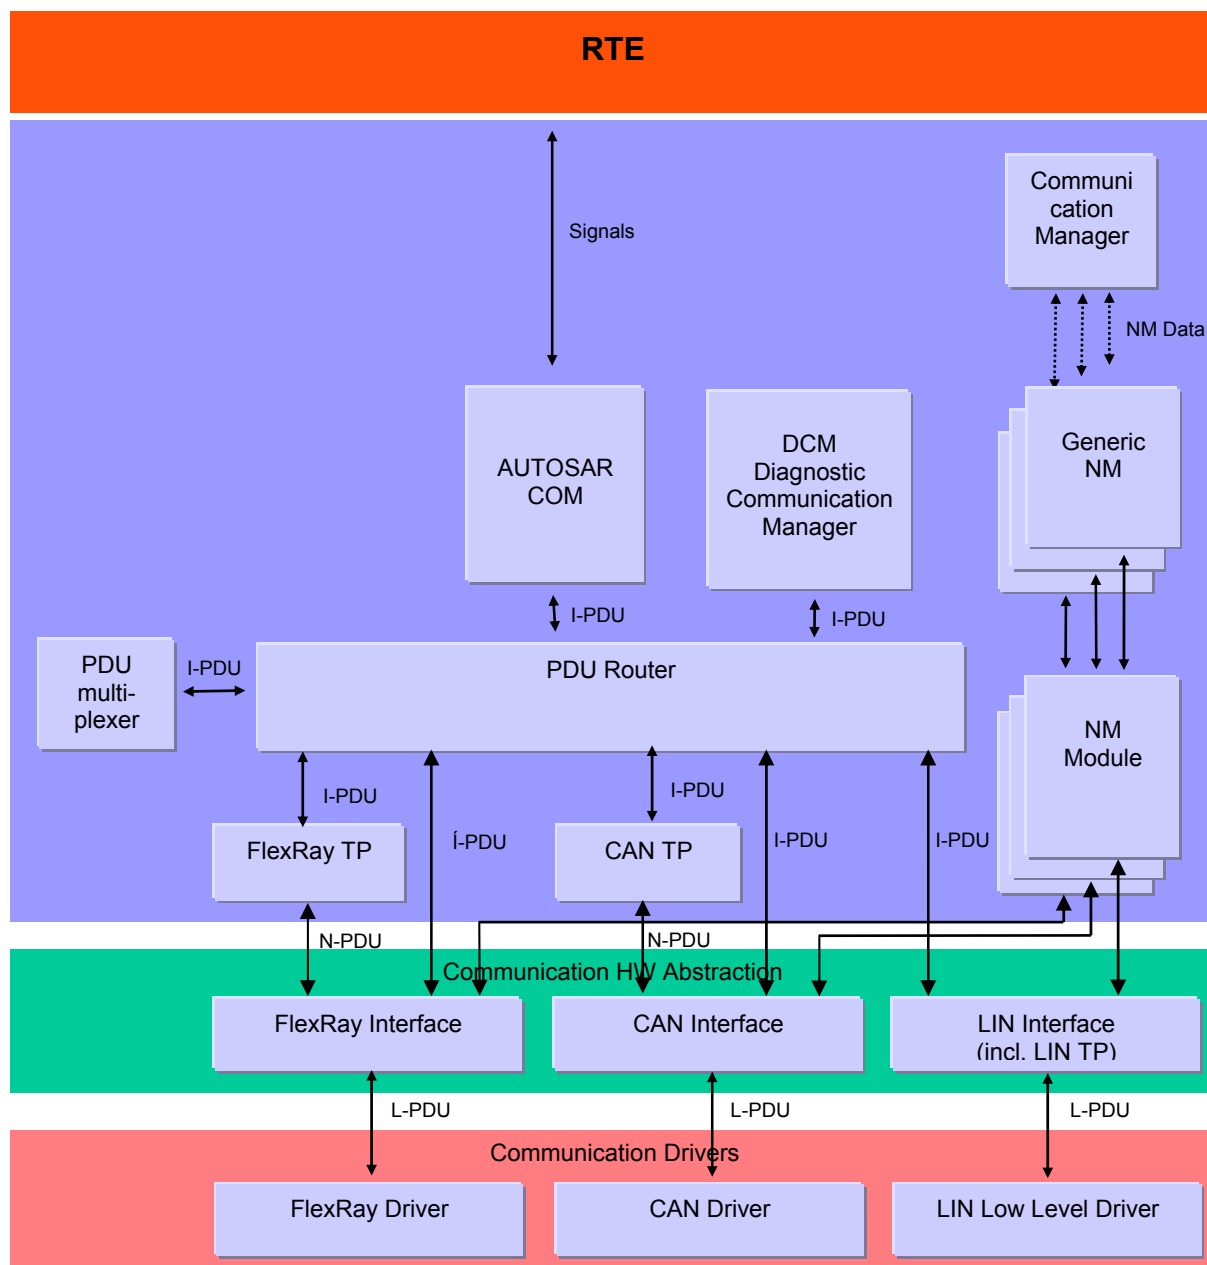 RTE
Communi
cation
Manager
Signals
NM Data
AUTOSAR
COM
DCM
Diagnostic
Communication
Manager
Generic
NM
I-PDU
I-PDU
PDU
multi-
plexer
I-PDU
PDU Router
NM
Module
I-PDU
Í-PDU
I-PDU
I-PDU
I-PDU
FlexRay TP
CAN TP
N-PDU
N-PDU
Communication HW Abstraction
FlexRay Interface
CAN Interface
LIN Interface
(incl. LIN TP)
L-PDU
L-PDU
L-PDU
Communication Drivers
FlexRay Driver
CAN Driver
LIN Low Level Driver